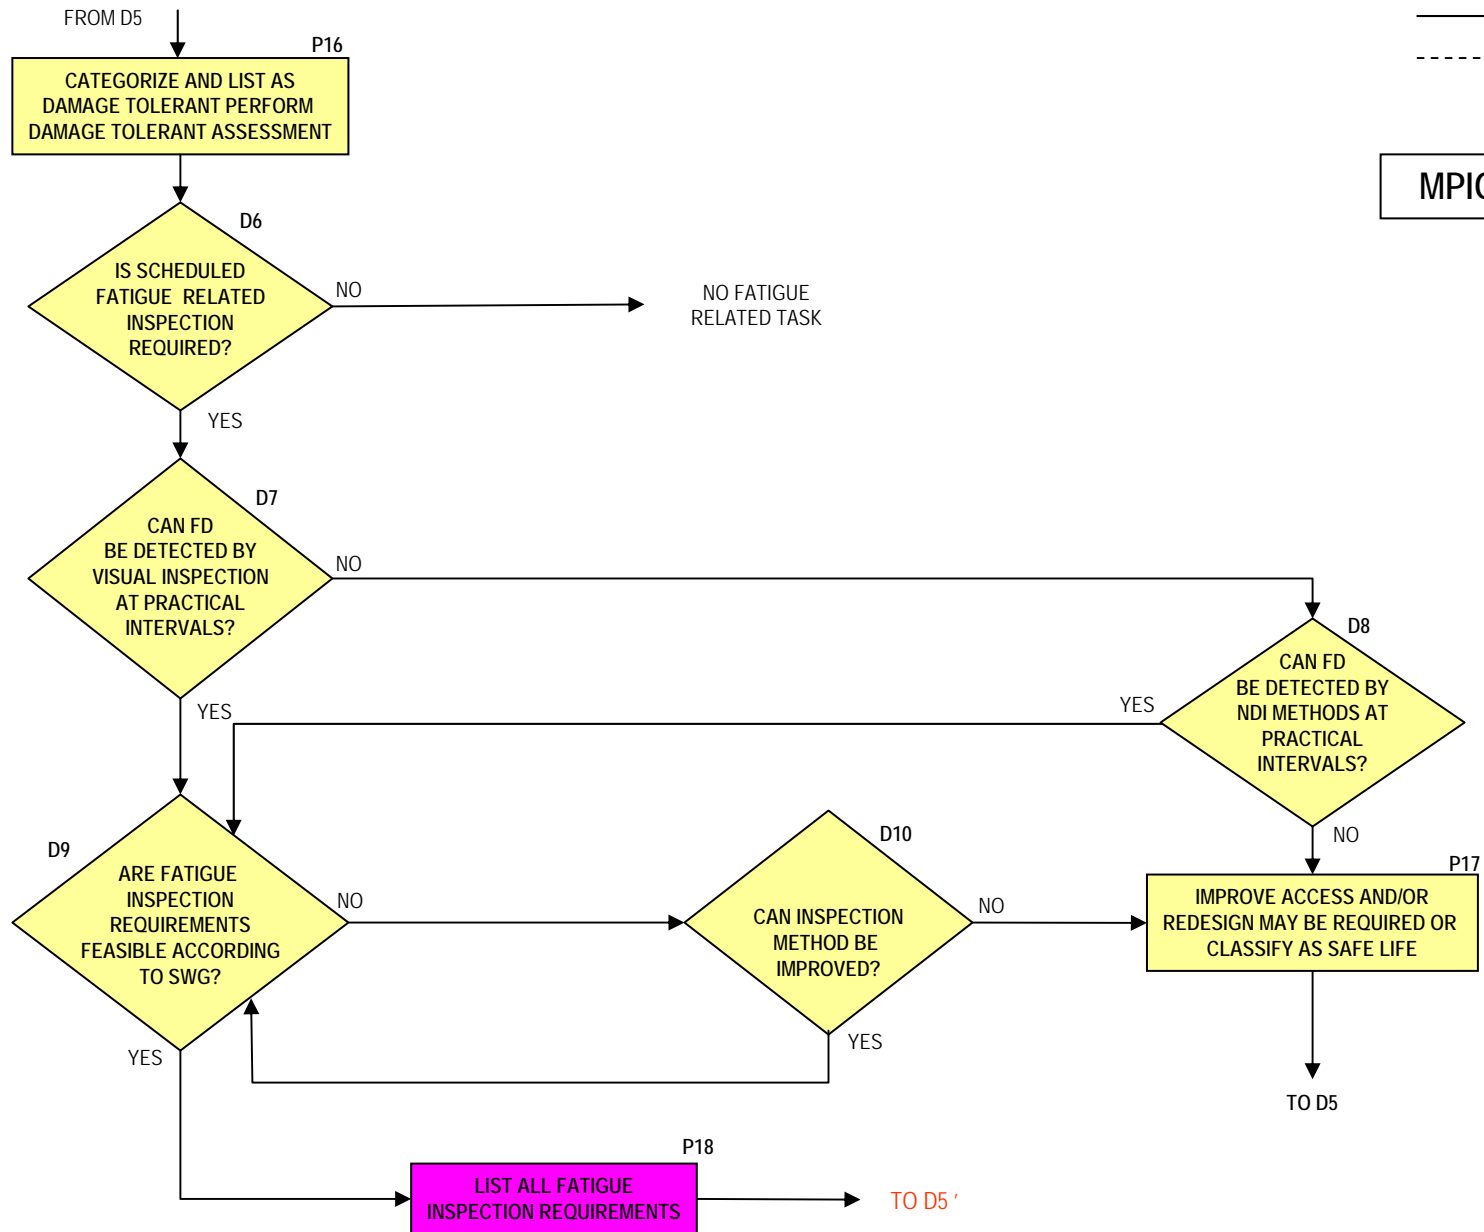 FROM D5
P16
CATEGORIZE AND LIST AS
DAMAGE TOLERANT PERFORM
DAMAGE TOLERANT ASSESSMENT
D6
IS SCHEDULED
FATIGUE RELATED
INSPECTION
REQUIRED?
NO
NO FATIGUE
RELATED TASK
YES
D7
CAN FD
BE DETECTED BY
VISUAL INSPECTION
AT PRACTICAL
INTERVALS?
NO
YES
D8
CAN FD
BE DETECTED BY
NDI METHODS AT
PRACTICAL
INTERVALS?
YES
NO
D9
ARE FATIGUE
INSPECTION
REQUIREMENTS
FEASIBLE ACCORDING
TO SWG?
NO
YES
D10
CAN INSPECTION
METHOD BE
IMPROVED?
NO
YES
P17
IMPROVE ACCESS AND/OR
REDESIGN MAY BE REQUIRED OR
CLASSIFY AS SAFE LIFE
TO D5
P18
LIST ALL FATIGUE
INSPECTION REQUIREMENTS
TO D5 '